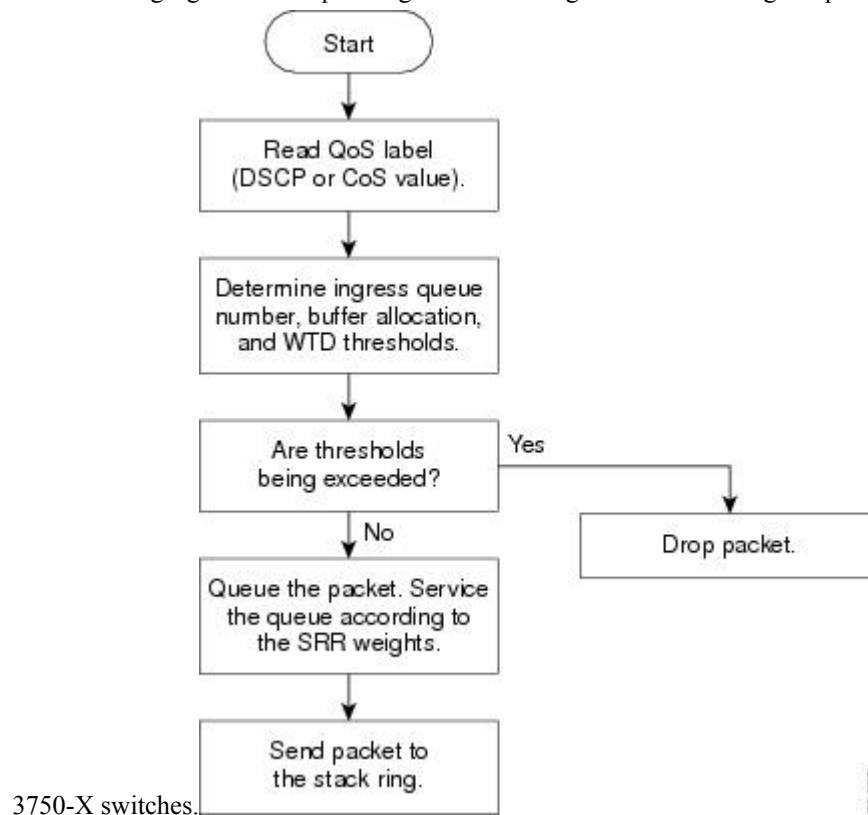 Start
Read QoS label
(DSCP or CoS value).
Determine ingress queue
number, buffer allocation,
and WTD thresholds.
Are thresholds
being exceeded?
Yes
No
Drop packet.
Queue the packet. Service
the queue according to
the SRR weights.
Send packet to
the stack ring.
3750-X switches.